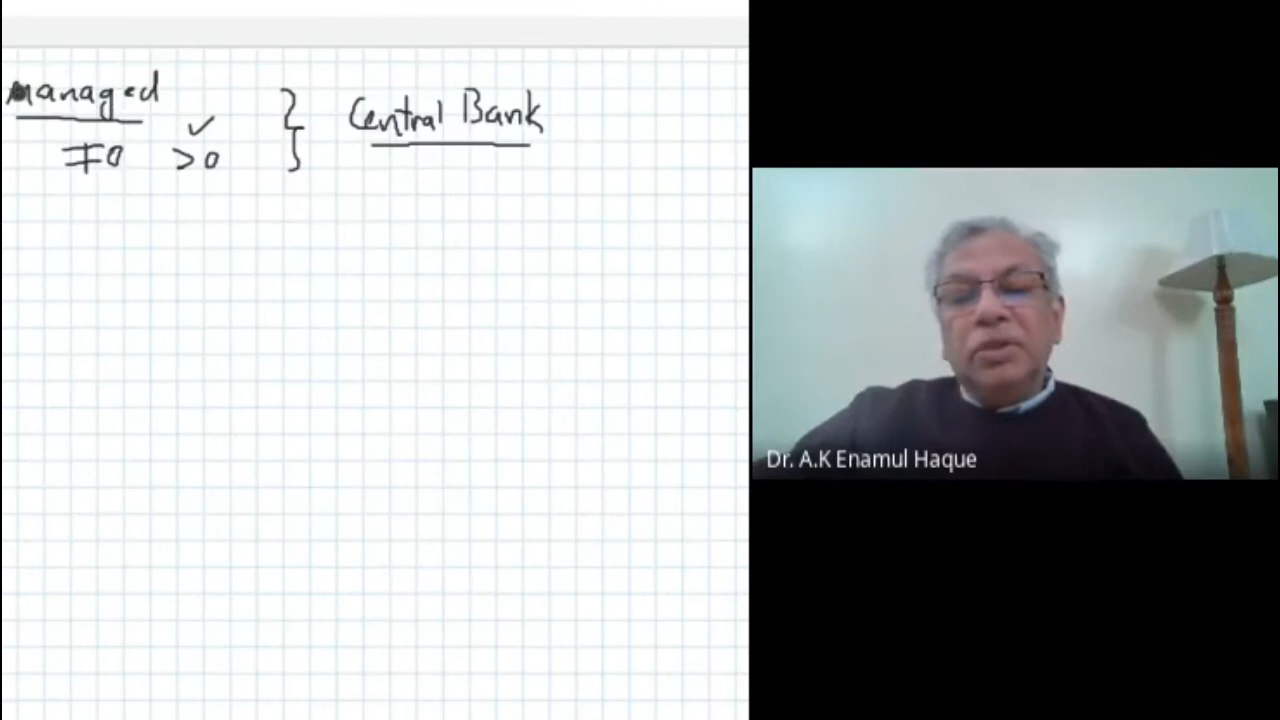 managed
✓
≠0 >0 } Central Bank
Dr. A.K Enamul Haque